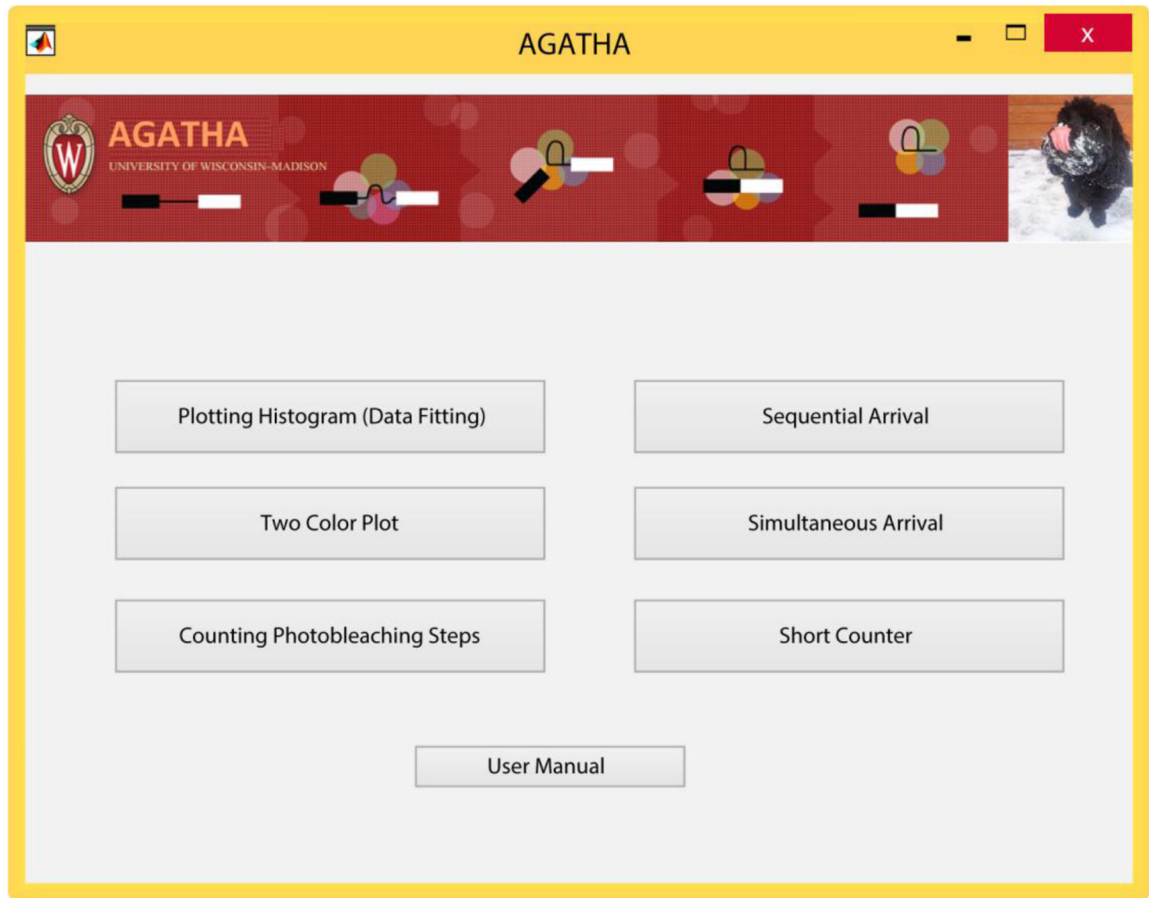 AGATHA
X
W
AGATHA
UNIVERSITY OF WISCONSIN–MADISON
Plotting Histogram (Data Fitting)
Sequential Arrival
Two Color Plot
Simultaneous Arrival
Counting Photobleaching Steps
Short Counter
User Manual